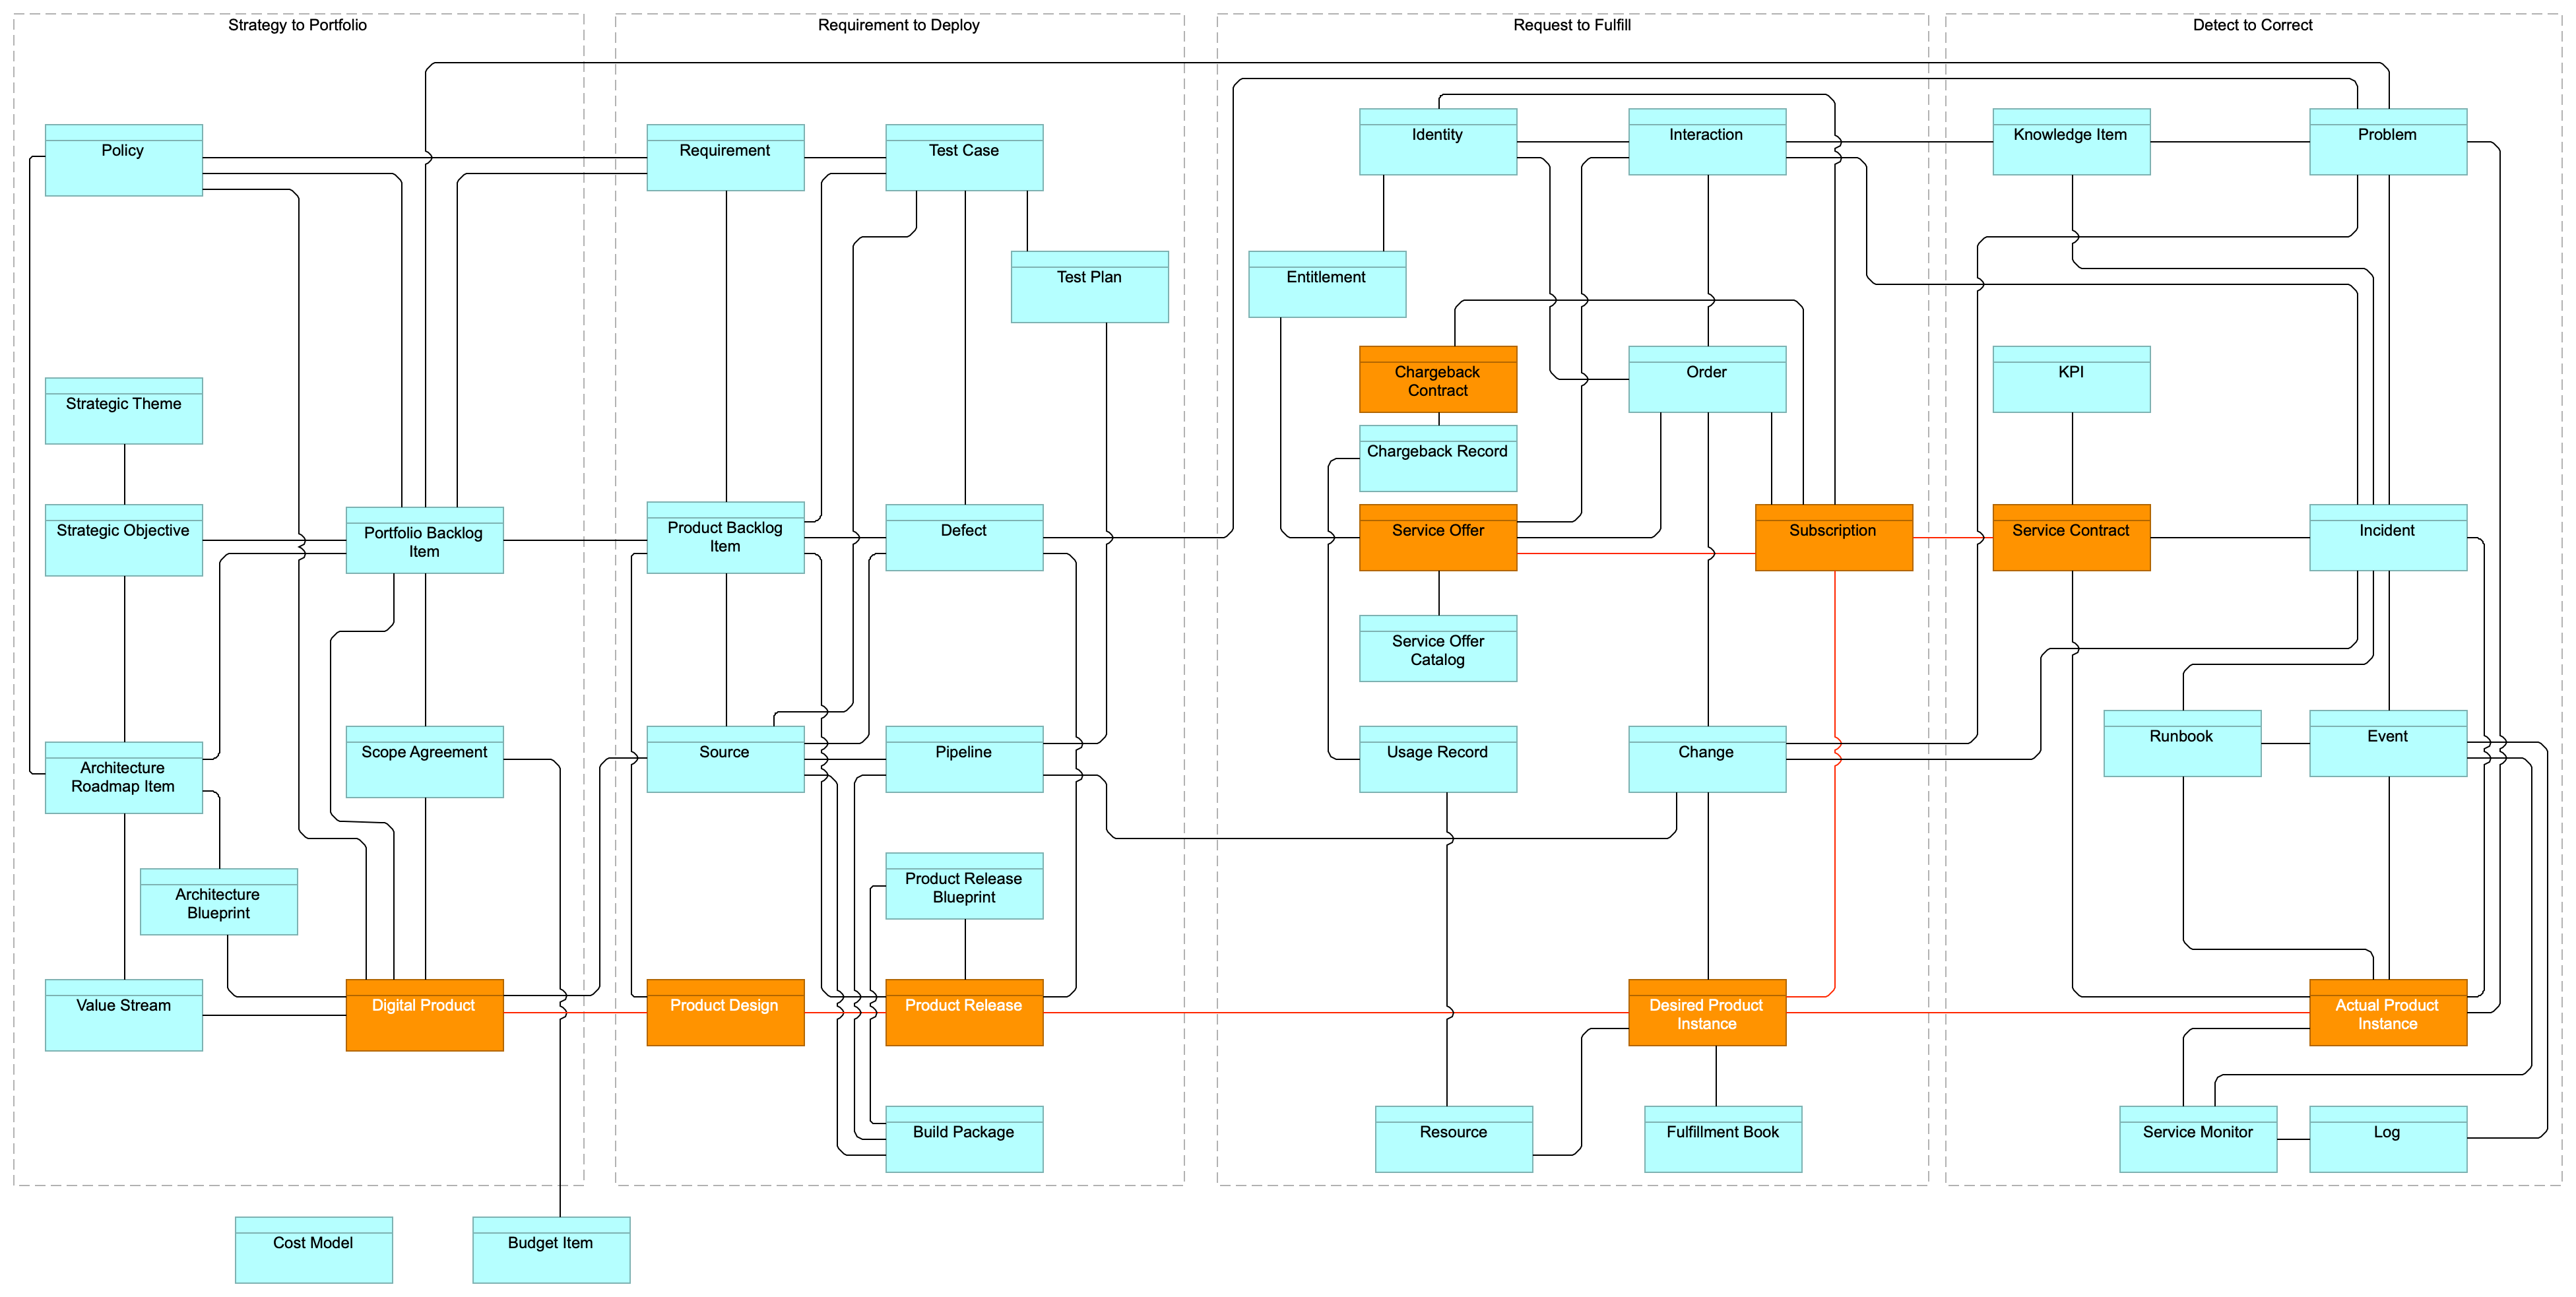 Strategy to Portfolio
Requirement to Deploy
Request to Fulfill
Detect to Correct
Policy
Requirement
Test Case
Identity
Interaction
Knowledge Item
Problem
Test Plan
Entitlement
Strategic Theme
Chargeback
Contract
Order
KPI
Chargeback Record
Strategic Objective
Portfolio Backlog
Item
Product Backlog
Item
Defect
Service Offer
Subscription
Service Contract
Incident
Service Offer
Catalog
Architecture
Roadmap Item
Scope Agreement
Source
Pipeline
Usage Record
Change
Runbook
Event
Architecture
Blueprint
Product Release
Blueprint
Value Stream
Digital Product
Product Design
Product Release
Desired Product
Instance
Actual Product
Instance
Build Package
Resource
Fulfillment Book
Service Monitor
Log
Cost Model
Budget Item